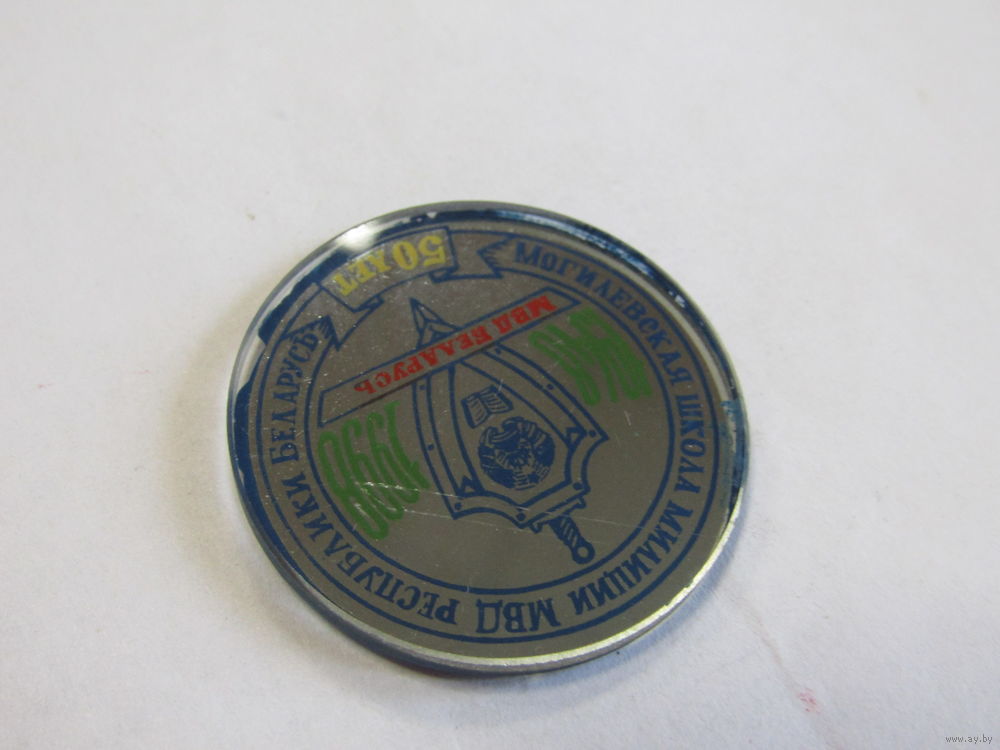 Могилевская школа милиции МВД Республики Беларусь
50 лет
МВД БЕЛАРУСЬ
1948
1998
www.ay.by